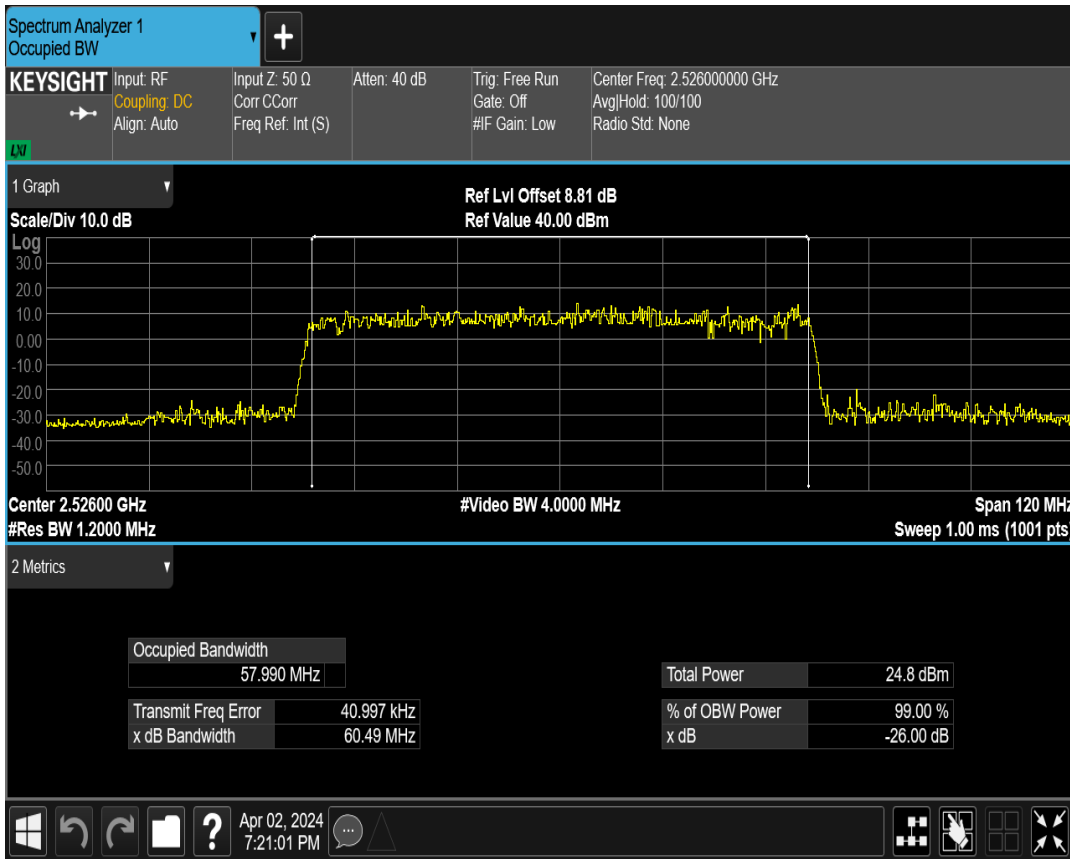 Spectrum Analyzer 1
Occupied BW
+
KEYSIGHT
LXI
Input: RF
Coupling: DC
Align: Auto
Input Z: 50 Ω
Corr CCorr
Freq Ref: Int (S)
Atten: 40 dB
Trig: Free Run
Gate: Off
#IF Gain: Low
Center Freq: 2.526000000 GHz
Avg|Hold: 100/100
Radio Std: None
1 Graph
Scale/Div 10.0 dB
Ref Lvl Offset 8.81 dB
Ref Value 40.00 dBm
Log
30.0
20.0
10.0
0.00
-10.0
-20.0
-30.0
-40.0
-50.0
Center 2.52600 GHz
#Video BW 4.0000 MHz
Span 120 MHz
#Res BW 1.2000 MHz
Sweep 1.00 ms (1001 pts)
2 Metrics
Occupied Bandwidth
57.990 MHz
Total Power 24.8 dBm
Transmit Freq Error 40.997 kHz
% of OBW Power 99.00 %
x dB Bandwidth 60.49 MHz
x dB -26.00 dB
?
Apr 02, 2024
7:21:01 PM